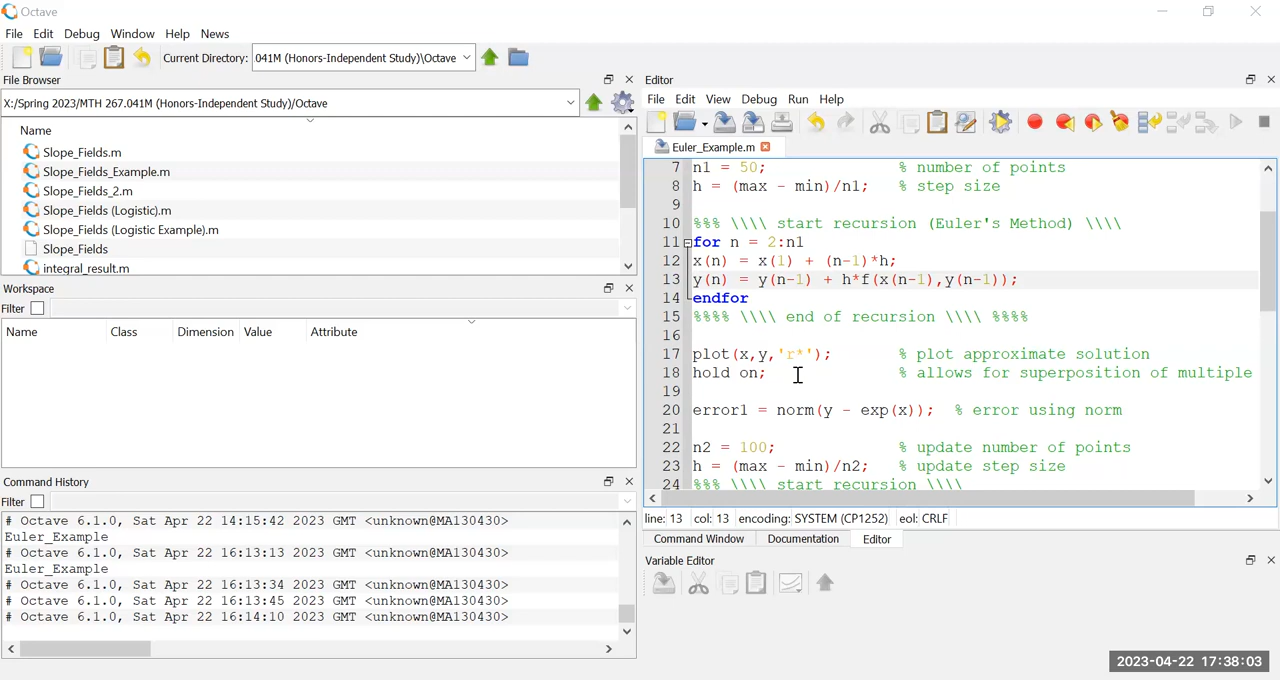 Octave
File Edit Debug Window Help News
Current Directory: 041M (Honors-Independent Study)\Octave
File Browser
X:/Spring 2023/MTH 267.041M (Honors-Independent Study)/Octave
Name
Slope_Fields.m
Slope_Fields_Example.m
Slope_Fields_2.m
Slope_Fields (Logistic).m
Slope_Fields (Logistic Example).m
Slope_Fields
integral_result.m
Workspace
Filter
Name Class Dimension Value Attribute
Command History
Filter
# Octave 6.1.0, Sat Apr 22 14:15:42 2023 GMT <unknown@MA130430>
Euler_Example
# Octave 6.1.0, Sat Apr 22 16:13:13 2023 GMT <unknown@MA130430>
Euler_Example
# Octave 6.1.0, Sat Apr 22 16:13:34 2023 GMT <unknown@MA130430>
# Octave 6.1.0, Sat Apr 22 16:13:45 2023 GMT <unknown@MA130430>
# Octave 6.1.0, Sat Apr 22 16:14:10 2023 GMT <unknown@MA130430>
Editor
File Edit View Debug Run Help
Euler_Example.m
7 n1 = 50; % number of points
8 h = (max - min)/n1; % step size
9
10 %%% \\\\ start recursion (Euler's Method) \\\\
11 for n = 2:n1
12 x(n) = x(1) + (n-1)*h;
13 y(n) = y(n-1) + h*f(x(n-1),y(n-1));
14 endfor
15 %%%% \\\\ end of recursion \\\\ %%%%
16
17 plot(x,y,'r*'); % plot approximate solution
18 hold on; % allows for superposition of multiple
19
20 error1 = norm(y - exp(x)); % error using norm
21
22 n2 = 100; % update number of points
23 h = (max - min)/n2; % update step size
24 %%% \\\\ start recursion \\\\
line: 13 col: 13 encoding: SYSTEM (CP1252) eol: CRLF
Command Window Documentation Editor
Variable Editor
2023-04-22 17:38:03